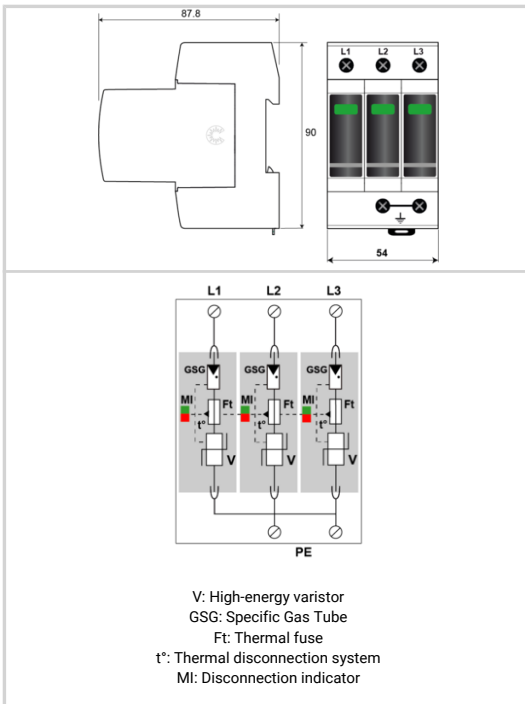 87.8
L1 L2 L3
90
54
L1 L2 L3
GSG GSG GSG
MI Ft MI Ft MI Ft
t° t° t°
V V V
PE
V: High-energy varistor
GSG: Specific Gas Tube
Ft: Thermal fuse
t°: Thermal disconnection system
MI: Disconnection indicator